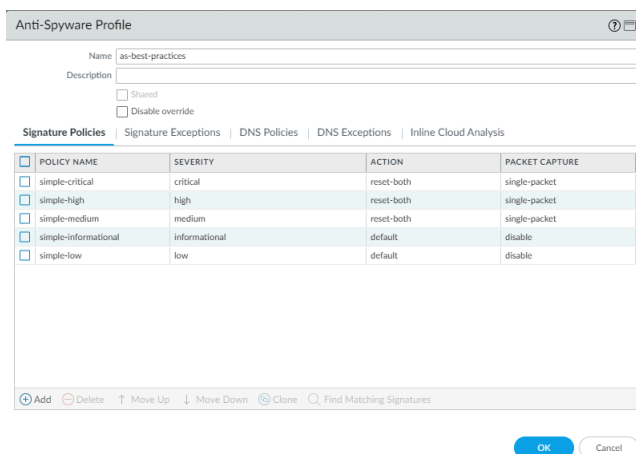 Anti-Spyware Profile
Name as-best-practices
Description
Shared
Disable override
Signature Policies | Signature Exceptions | DNS Policies | DNS Exceptions | Inline Cloud Analysis
POLICY NAME SEVERITY ACTION PACKET CAPTURE
simple-critical critical reset-both single-packet
simple-high high reset-both single-packet
simple-medium medium reset-both single-packet
simple-informational informational default disable
simple-low low default disable
Add Delete Move Up Move Down Clone Find Matching Signatures
OK Cancel